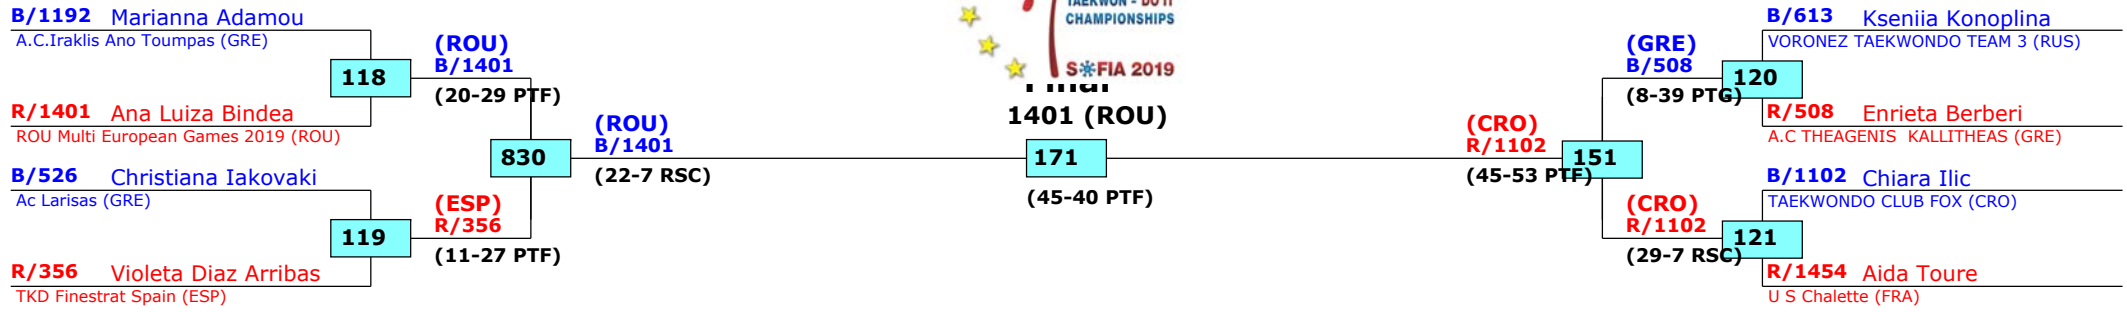 B/1192 Marianna Adamou
A.C.Iraklis Ano Toumpas (GRE)
118
R/1401 Ana Luiza Bindea
ROU Multi European Games 2019 (ROU)
B/526 Christiana Iakovaki
Ac Larisas (GRE)
119
R/356 Violeta Diaz Arribas
TKD Finestrat Spain (ESP)
(ROU)
B/1401
(20-29 PTF)
830
(ESP)
R/356
(11-27 PTF)
(ROU)
B/1401
(22-7 RSC)
TAEKWON - DO IT
CHAMPIONSHIPS
SOFIA 2019
Final
1401 (ROU)
171
(45-40 PTF)
(CRO)
R/1102
(45-53 PTF)
151
(GRE)
B/508
(8-39 PTG)
(CRO)
R/1102
(29-7 RSC)
B/613 Kseniia Konoplina
VORONEZ TAEKWONDO TEAM 3 (RUS)
120
R/508 Enrieta Berberi
A.C THEAGENIS KALLITHEAS (GRE)
B/1102 Chiara Ilic
TAEKWONDO CLUB FOX (CRO)
121
R/1454 Aida Toure
U S Chalette (FRA)